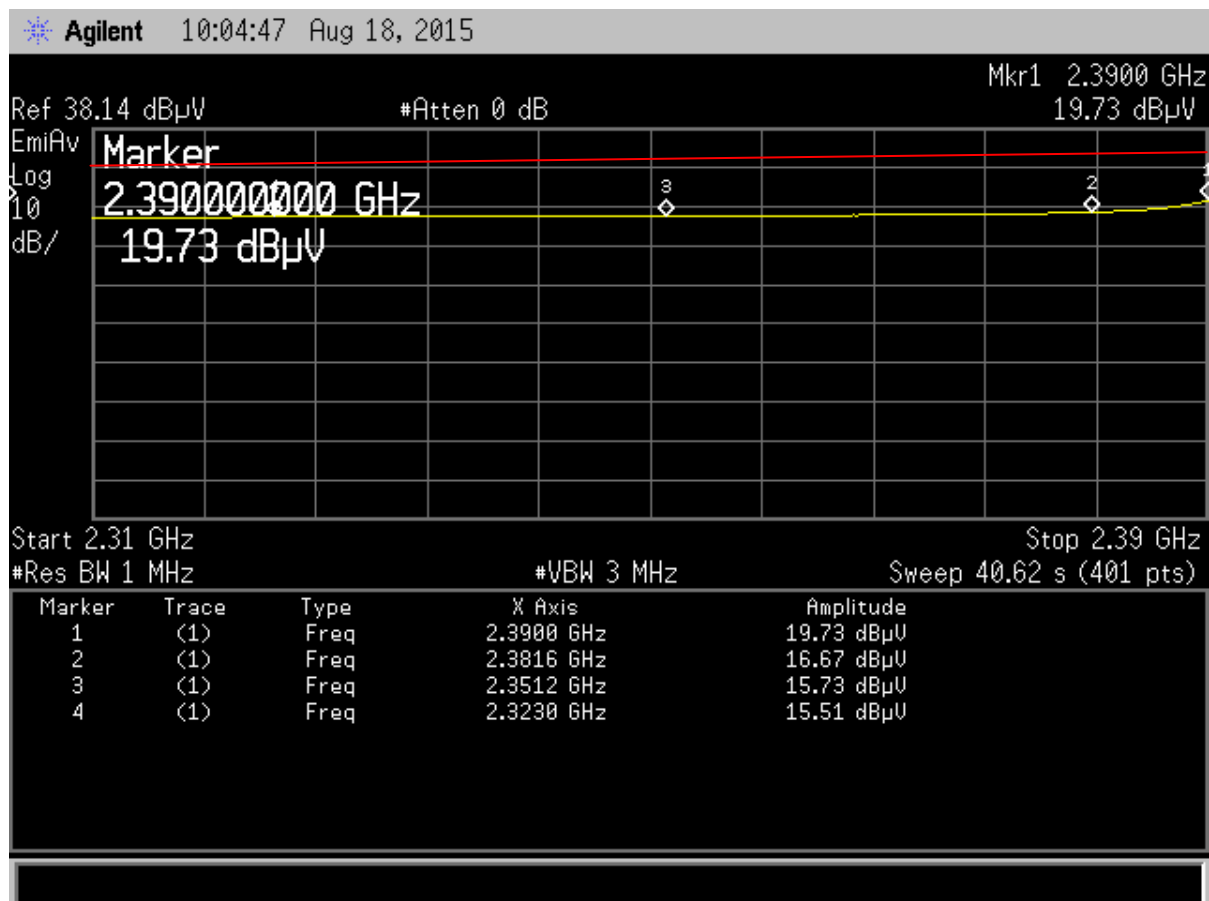 Agilent 10:04:47 Aug 18, 2015
Mkr1 2.3900 GHz
Ref 38.14 dBµV #Atten 0 dB 19.73 dBµV
EmiAv
Log
10
dB/
Marker
2.390000000 GHz
19.73 dBµV
3
2
1
Start 2.31 GHz Stop 2.39 GHz
#Res BW 1 MHz #VBW 3 MHz Sweep 40.62 s (401 pts)
Marker Trace Type X Axis Amplitude
1 (1) Freq 2.3900 GHz 19.73 dBµV
2 (1) Freq 2.3816 GHz 16.67 dBµV
3 (1) Freq 2.3512 GHz 15.73 dBµV
4 (1) Freq 2.3230 GHz 15.51 dBµV